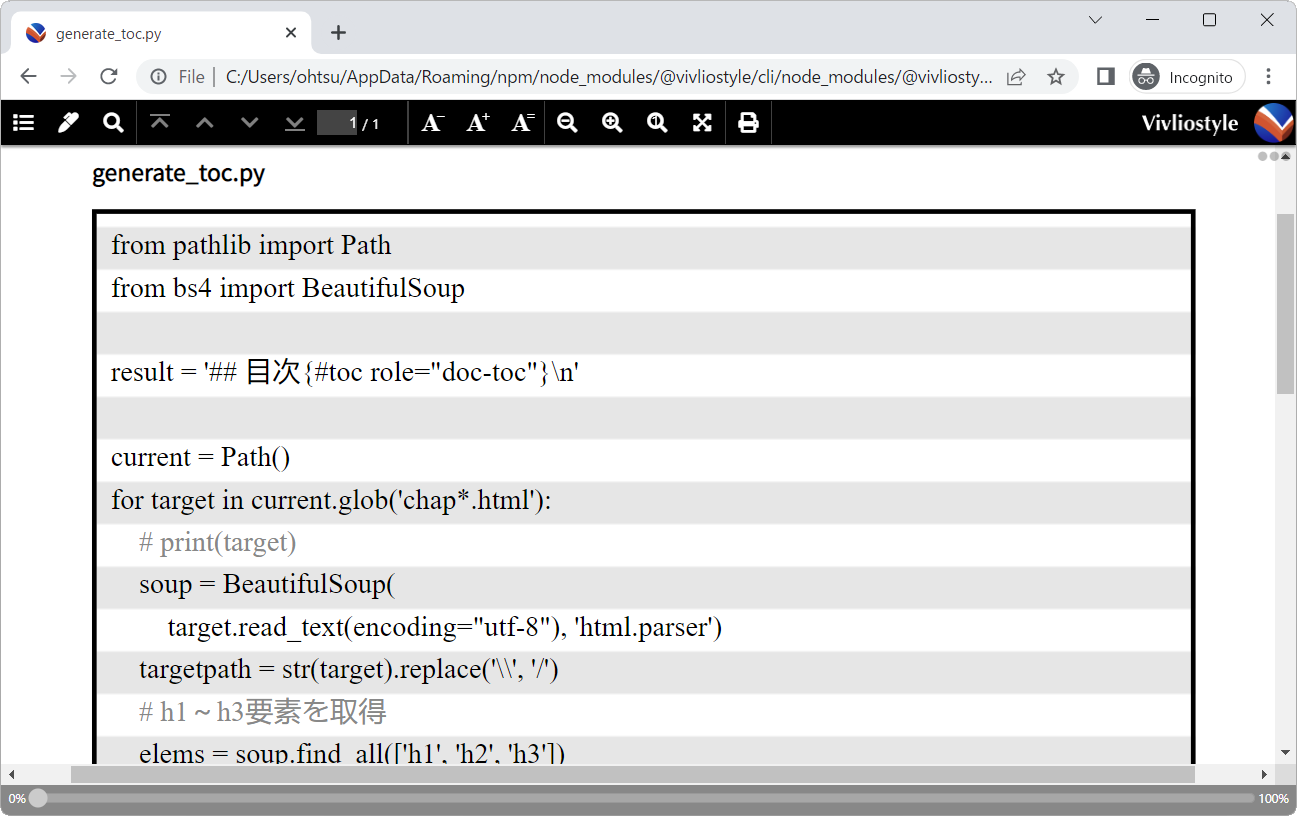 generate_toc.py
File
C:/Users/ohtsu/AppData/Roaming/npm/node_modules/@vivliostyle/cli/node_modules/@vivliosty...
Incognito
1 / 1
A- A+ A=
Vivliostyle
generate_toc.py
from pathlib import Path
from bs4 import BeautifulSoup
result = '## 目次{#toc role="doc-toc"}\n'
current = Path()
for target in current.glob('chap*.html'):
# print(target)
soup = BeautifulSoup(
target.read_text(encoding="utf-8"), 'html.parser')
targetpath = str(target).replace('\\', '/')
# h1 ~ h3要素を取得
elems = soup.find_all(['h1', 'h2', 'h3'])
0%
100%